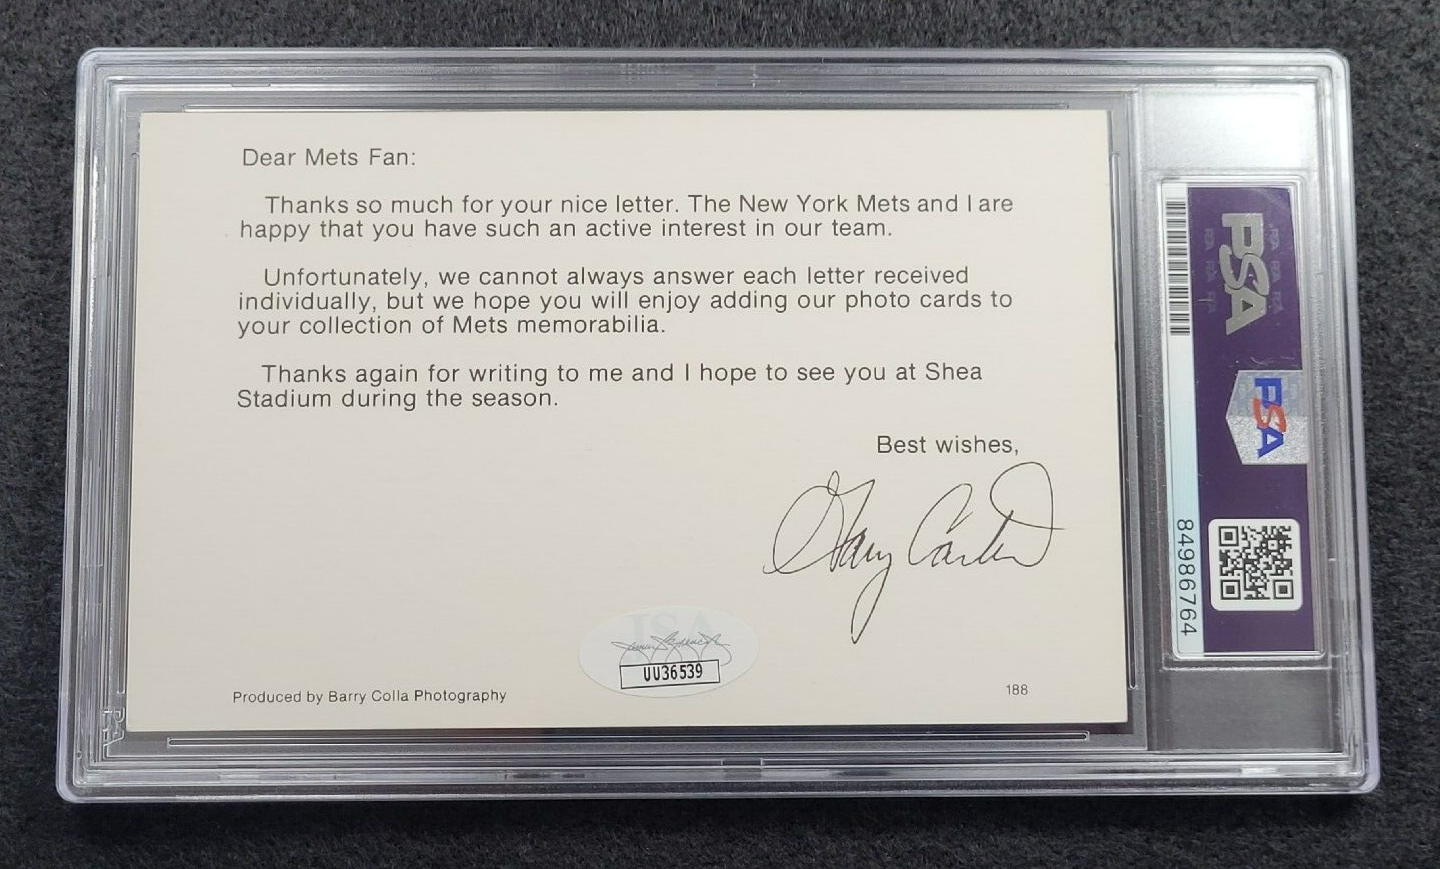 Dear Mets Fan:
Thanks so much for your nice letter. The New York Mets and I are
happy that you have such an active interest in our team.
Unfortunately, we cannot always answer each letter received
individually, but we hope you will enjoy adding our photo cards to
your collection of Mets memorabilia.
Thanks again for writing to me and I hope to see you at Shea
Stadium during the season.
Best wishes,
Gary Carter
JSA
UU36539
Produced by Barry Colla Photography
188
PSA
PSA
84986764
PSA